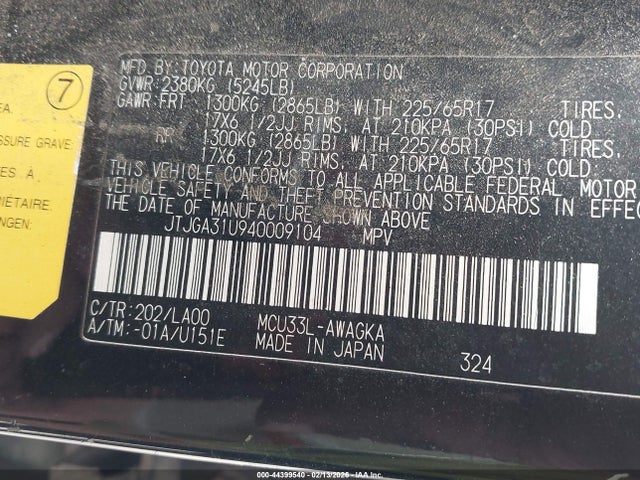 MFD BY: TOYOTA MOTOR CORPORATION
GVWR: 2380KG (5245LB)
GAWR: FRT 1300KG (2865LB) WITH 225/65R17 TIRES,
17X6 1/2JJ RIMS, AT 210KPA (30PSI) COLD
RR 1300KG (2865LB) WITH 225/65R17 TIRES,
17X6 1/2JJ RIMS, AT 210KPA (30PSI) COLD
THIS VEHICLE CONFORMS TO ALL APPLICABLE FEDERAL MOTOR
VEHICLE SAFETY AND THEFT PREVENTION STANDARDS IN EFFEC
THE DATE OF MANUFACTURE SHOWN ABOVE
JTJGA31U940009104 MPV
C/TR: 202/LA00 MCU33L-AWAGKA
A/TM: -01A/U151E MADE IN JAPAN 324
7
EA.
SSURE GRAVE
ES À
RIÉTAIRE
NGEN:
000-44399540 - 02/13/2026 - IAA Inc.